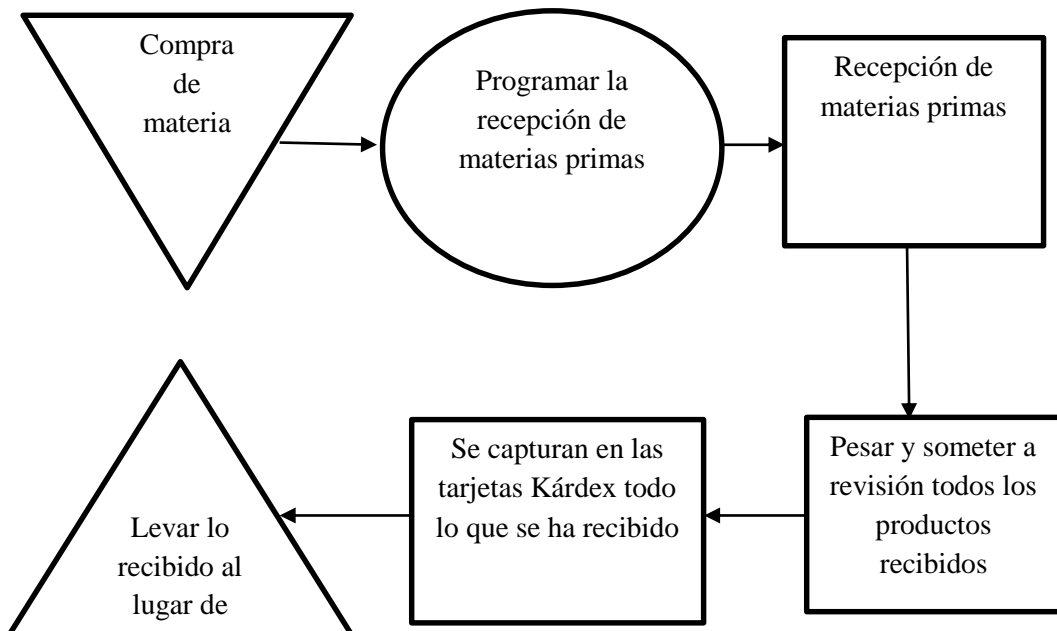 Compra
de
materia
Programar la
recepción de
materias primas
Recepción de
materias primas
Pesar y someter a
revisión todos los
productos
recibidos
Se capturan en las
tarjetas Kárdex todo
lo que se ha recibido
Levar lo
recibido al
lugar de